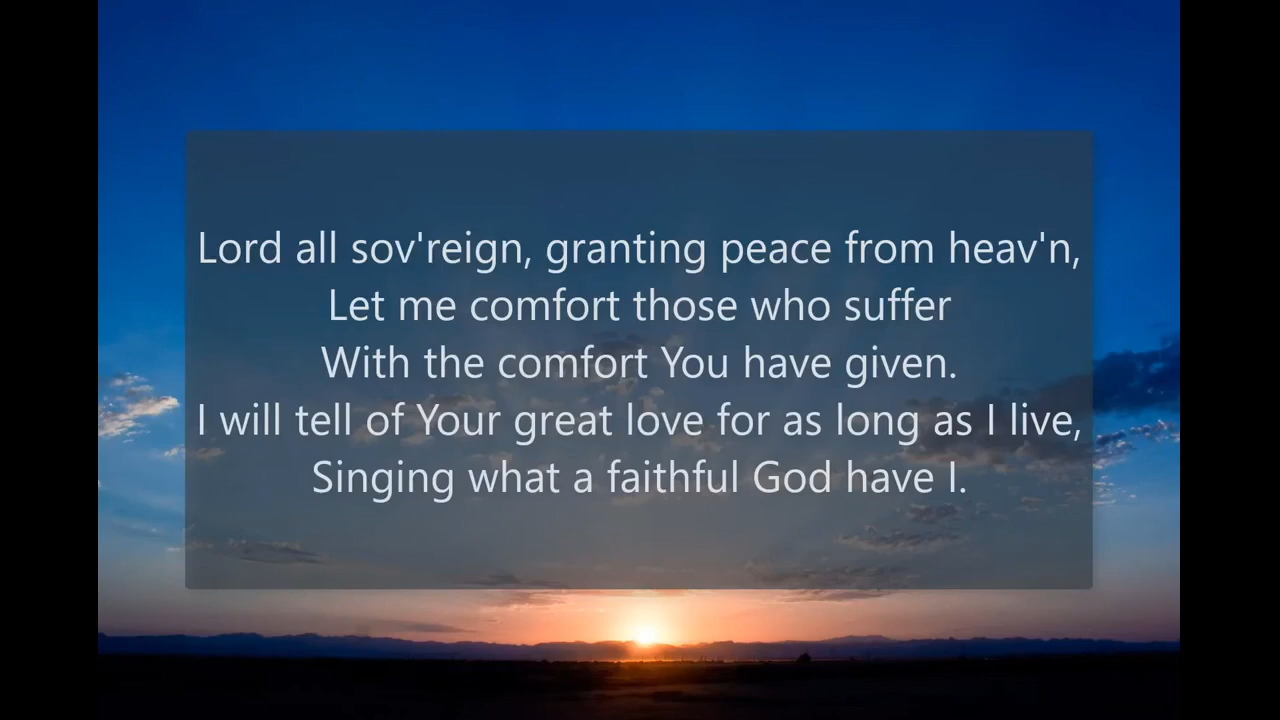 Lord all sov'reign, granting peace from heav'n,
Let me comfort those who suffer
With the comfort You have given.
I will tell of Your great love for as long as I live,
Singing what a faithful God have I.